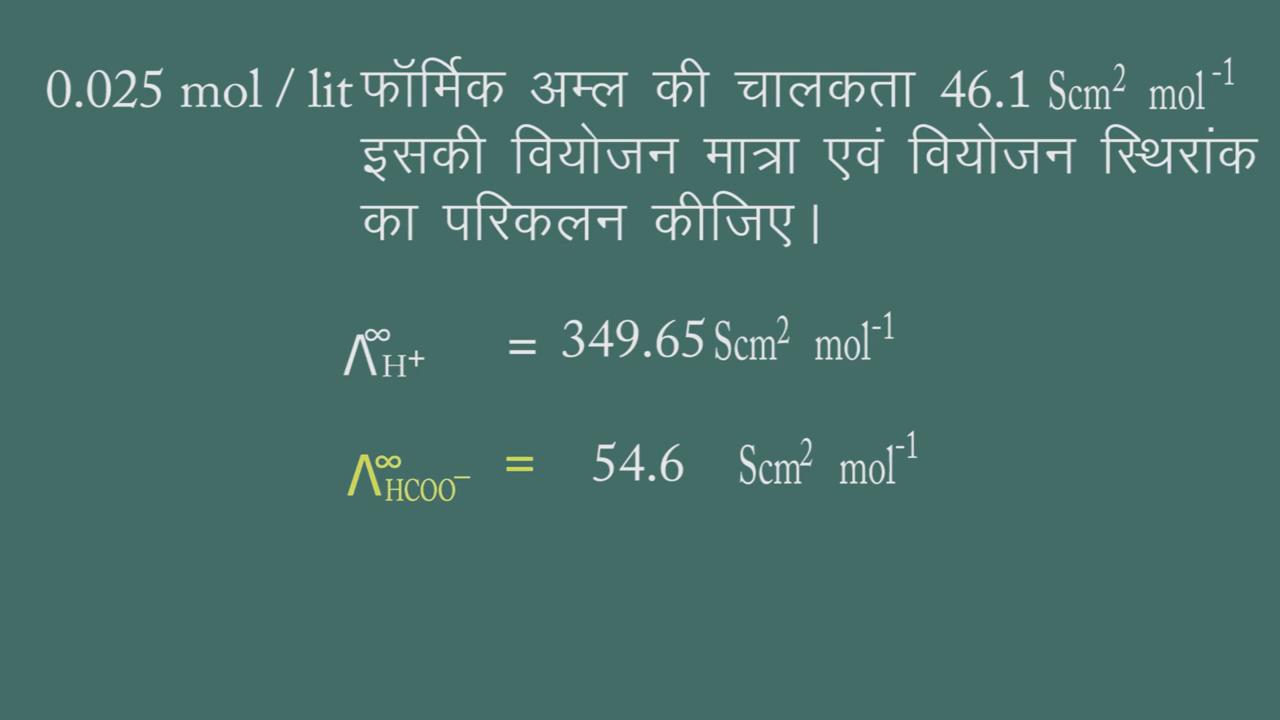 0.025 mol / lit फॉर्मिक अम्ल की चालकता 46.1 Scm² mol⁻¹
इसकी वियोजन मात्रा एवं वियोजन स्थिरांक
का परिकलन कीजिए।
Λ∞H⁺ = 349.65 Scm² mol⁻¹
Λ∞HCOO⁻ = 54.6 Scm² mol⁻¹